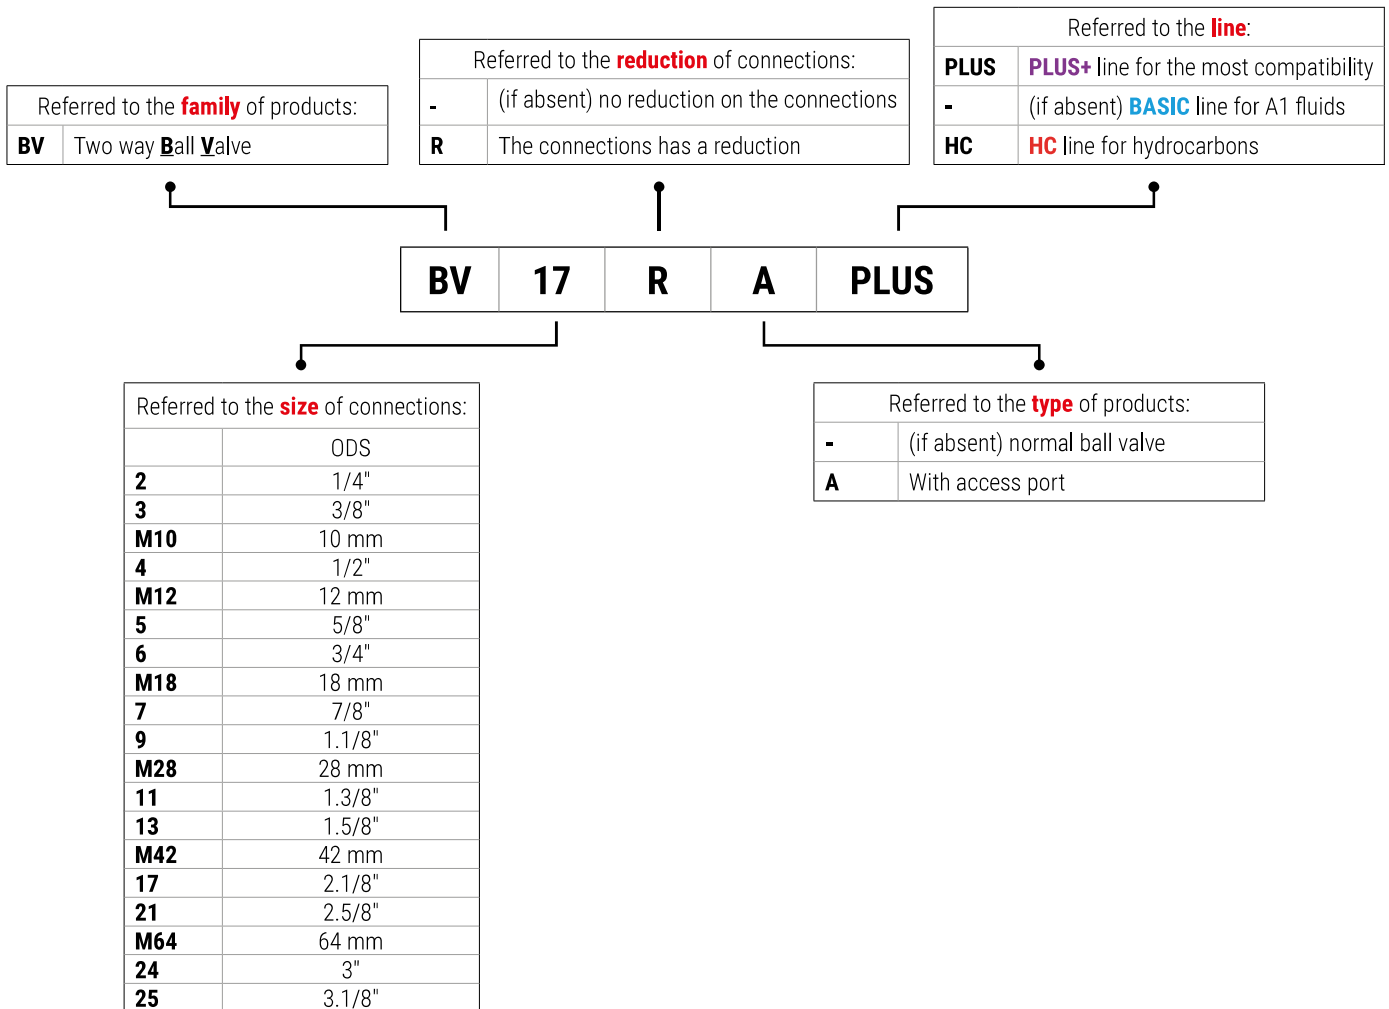 Referred to the family of products:
BV Two way Ball Valve
Referred to the reduction of connections:
- (if absent) no reduction on the connections
R The connections has a reduction
Referred to the line:
PLUS PLUS+ line for the most compatibility
- (if absent) BASIC line for A1 fluids
HC HC line for hydrocarbons
BV 17 R A PLUS
Referred to the size of connections:
ODS
2 1/4"
3 3/8"
M10 10 mm
4 1/2"
M12 12 mm
5 5/8"
6 3/4"
M18 18 mm
7 7/8"
9 1.1/8"
M28 28 mm
11 1.3/8"
13 1.5/8"
M42 42 mm
17 2.1/8"
21 2.5/8"
M64 64 mm
24 3"
25 3.1/8"
Referred to the type of products:
- (if absent) normal ball valve
A With access port